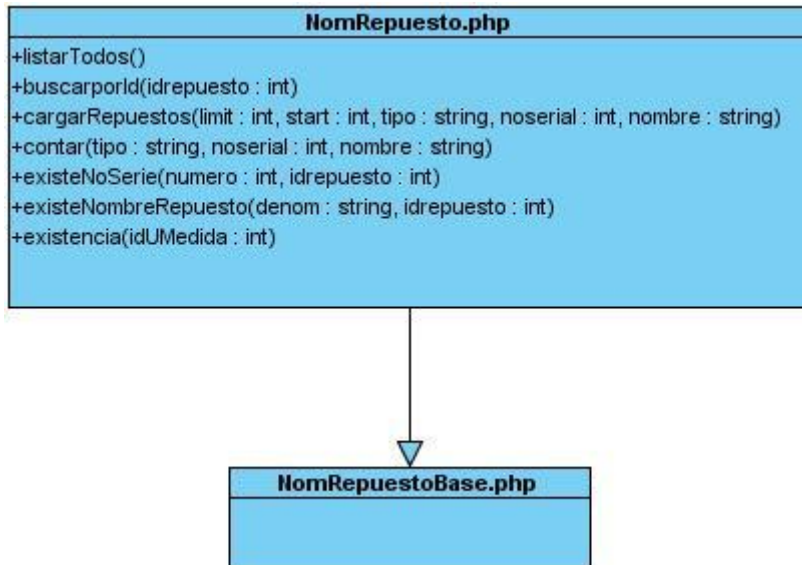 NomRepuesto.php
+listarTodos()
+buscarporId(idrepuesto : int)
+cargarRepuestos(limit : int, start : int, tipo : string, noserial : int, nombre : string)
+contar(tipo : string, noserial : int, nombre : string)
+existeNoSerie(numero : int, idrepuesto : int)
+existeNombreRepuesto(denom : string, idrepuesto : int)
+existencia(idUMedida : int)
NomRepuestoBase.php